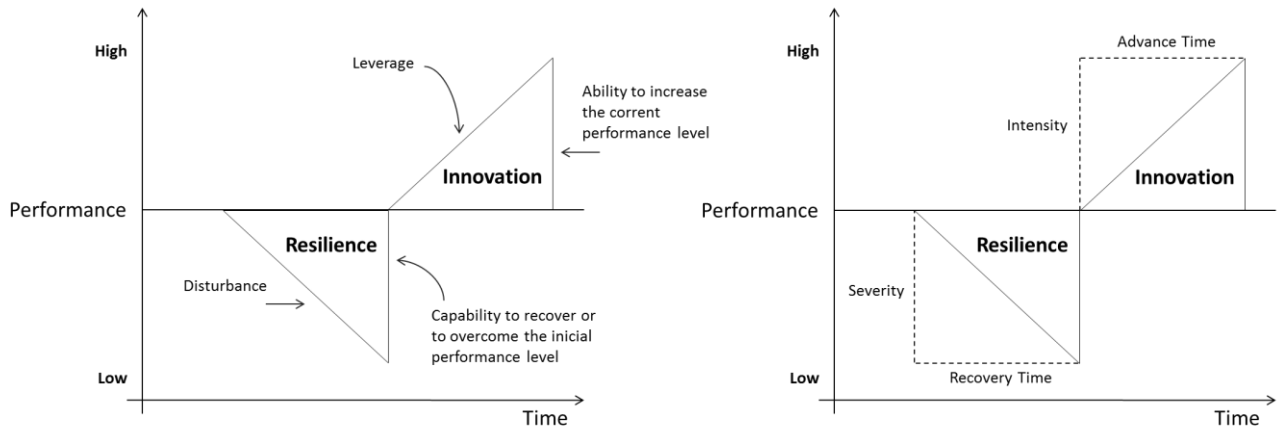 High
Leverage
Ability to increase
the corrent
performance level
Innovation
Performance
Resilience
Disturbance
Capability to recover or
to overcome the inicial
performance level
Low
Time
High
Advance Time
Intensity
Innovation
Performance
Resilience
Severity
Recovery Time
Low
Time